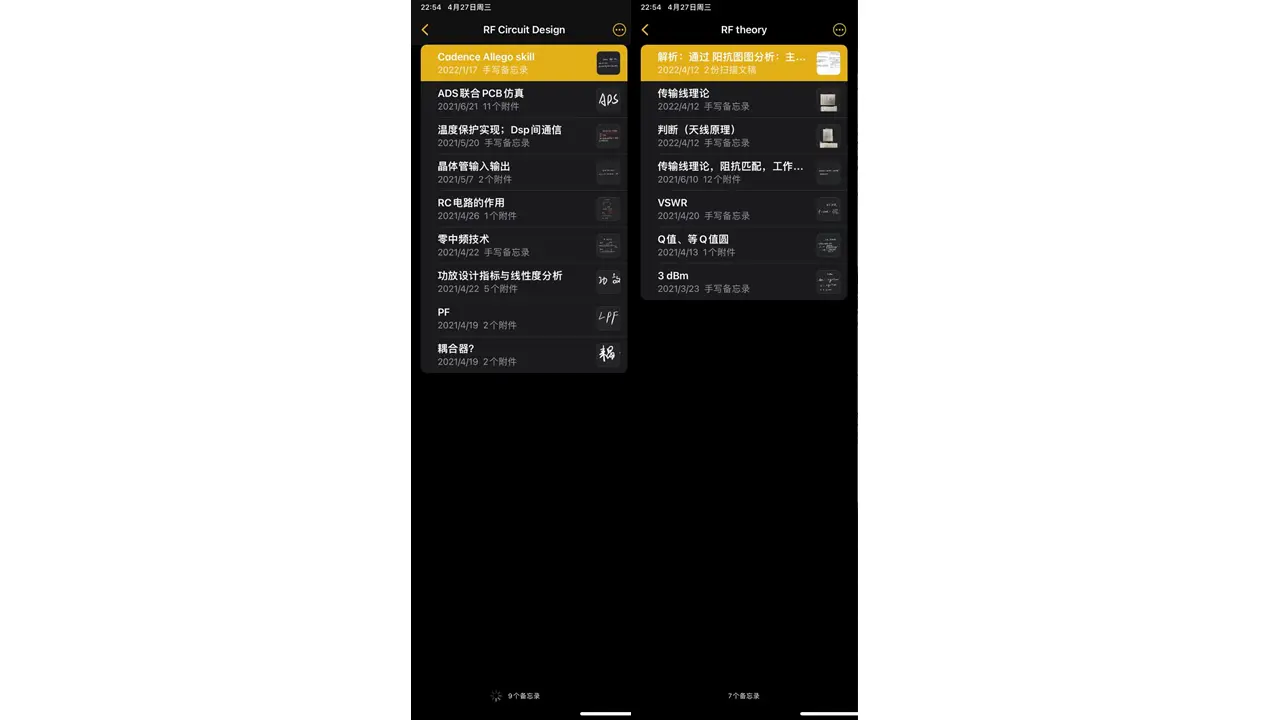 22:54 4月27日周三
RF Circuit Design
Codence Allego skill
2022/1/17 手写备忘录
ADS联合PCB仿真
2021/6/21 11个附件
ADS
温度保护实现；Dsp间通信
2021/5/20 手写备忘录
晶体管输入输出
2021/5/7 2个附件
RC电路的作用
2021/4/26 1个附件
零中频技术
2021/4/22 手写备忘录
功放设计指标与线性度分析
2021/4/22 5个附件
PF
2021/4/19 2个附件
LPF
耦合器？
2021/4/19 2个附件
9个备忘录
22:54 4月27日周三
RF theory
解析：通过 阳抗图图分析：主...
2022/4/12 2份扫描文稿
传输线理论
2022/4/12 手写备忘录
判断（天线原理）
2022/4/12 手写备忘录
传输线理论，阻抗匹配，工作...
2021/6/10 12个附件
VSWR
2021/4/20 手写备忘录
Q值、等Q值圆
2021/4/13 1个附件
3 dBm
2021/3/23 手写备忘录
7个备忘录